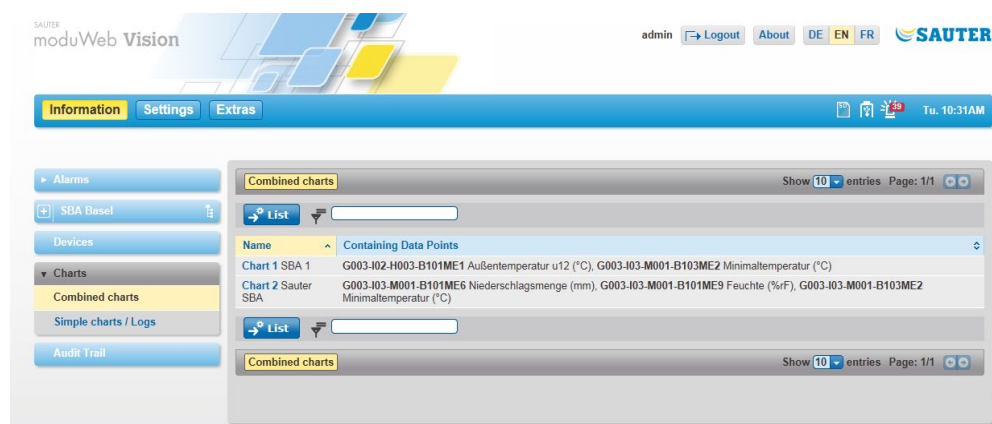 SAUTER
moduWeb Vision
admin Logout About DE EN FR SAUTER
Information Settings Extras 39 Tu. 10:31AM
Alarms
SBA Basel
Devices
Charts
Combined charts
Simple charts / Logs
Audit Trail
Combined charts Show 10 entries Page: 1/1
List
Name Containing Data Points
Chart 1 SBA 1 G003-I02-H003-B101ME1 Außentemperatur u12 (°C), G003-I03-M001-B103ME2 Minimaltemperatur (°C)
Chart 2 Sauter G003-I03-M001-B101ME6 Niederschlagsmenge (mm), G003-I03-M001-B101ME9 Feuchte (%rF), G003-I03-M001-B103ME2
SBA Minimaltemperatur (°C)
List
Combined charts Show 10 entries Page: 1/1